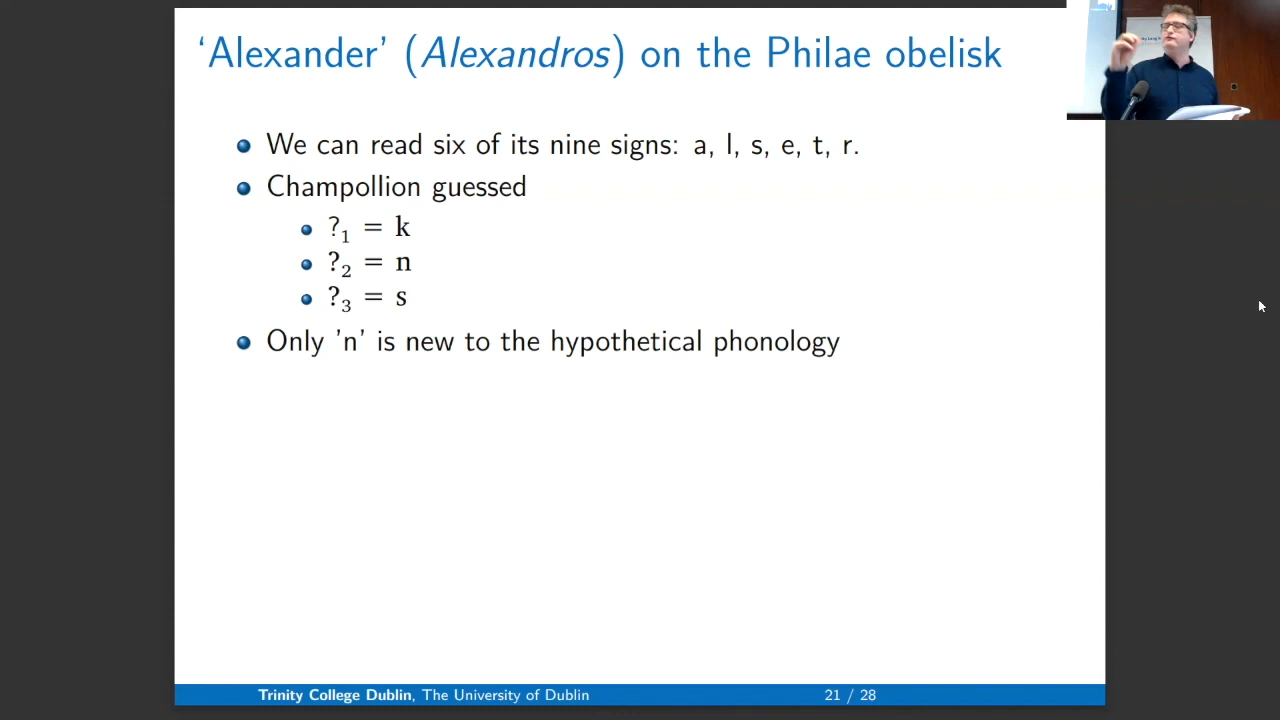 ‘Alexander’ (Alexandros) on the Philae obelisk
We can read six of its nine signs: a, l, s, e, t, r.
Champollion guessed
?₁ = k
?₂ = n
?₃ = s
Only ’n’ is new to the hypothetical phonology
Trinity College Dublin, The University of Dublin
21 / 28